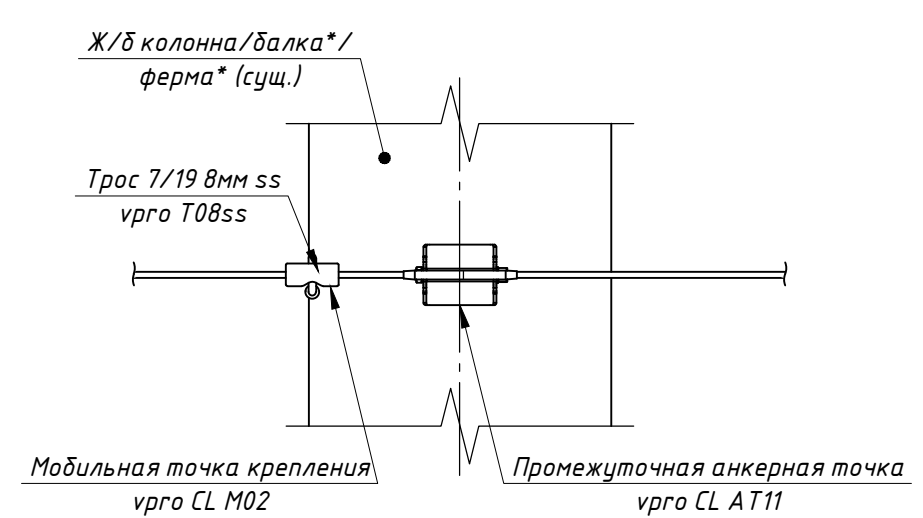 Ж/б колонна/балка*/
ферма* (сущ.)
Трос 7/19 8мм ss
vpro T08ss
Мобильная точка крепления
vpro CL M02
Промежуточная анкерная точка
vpro CL AT11